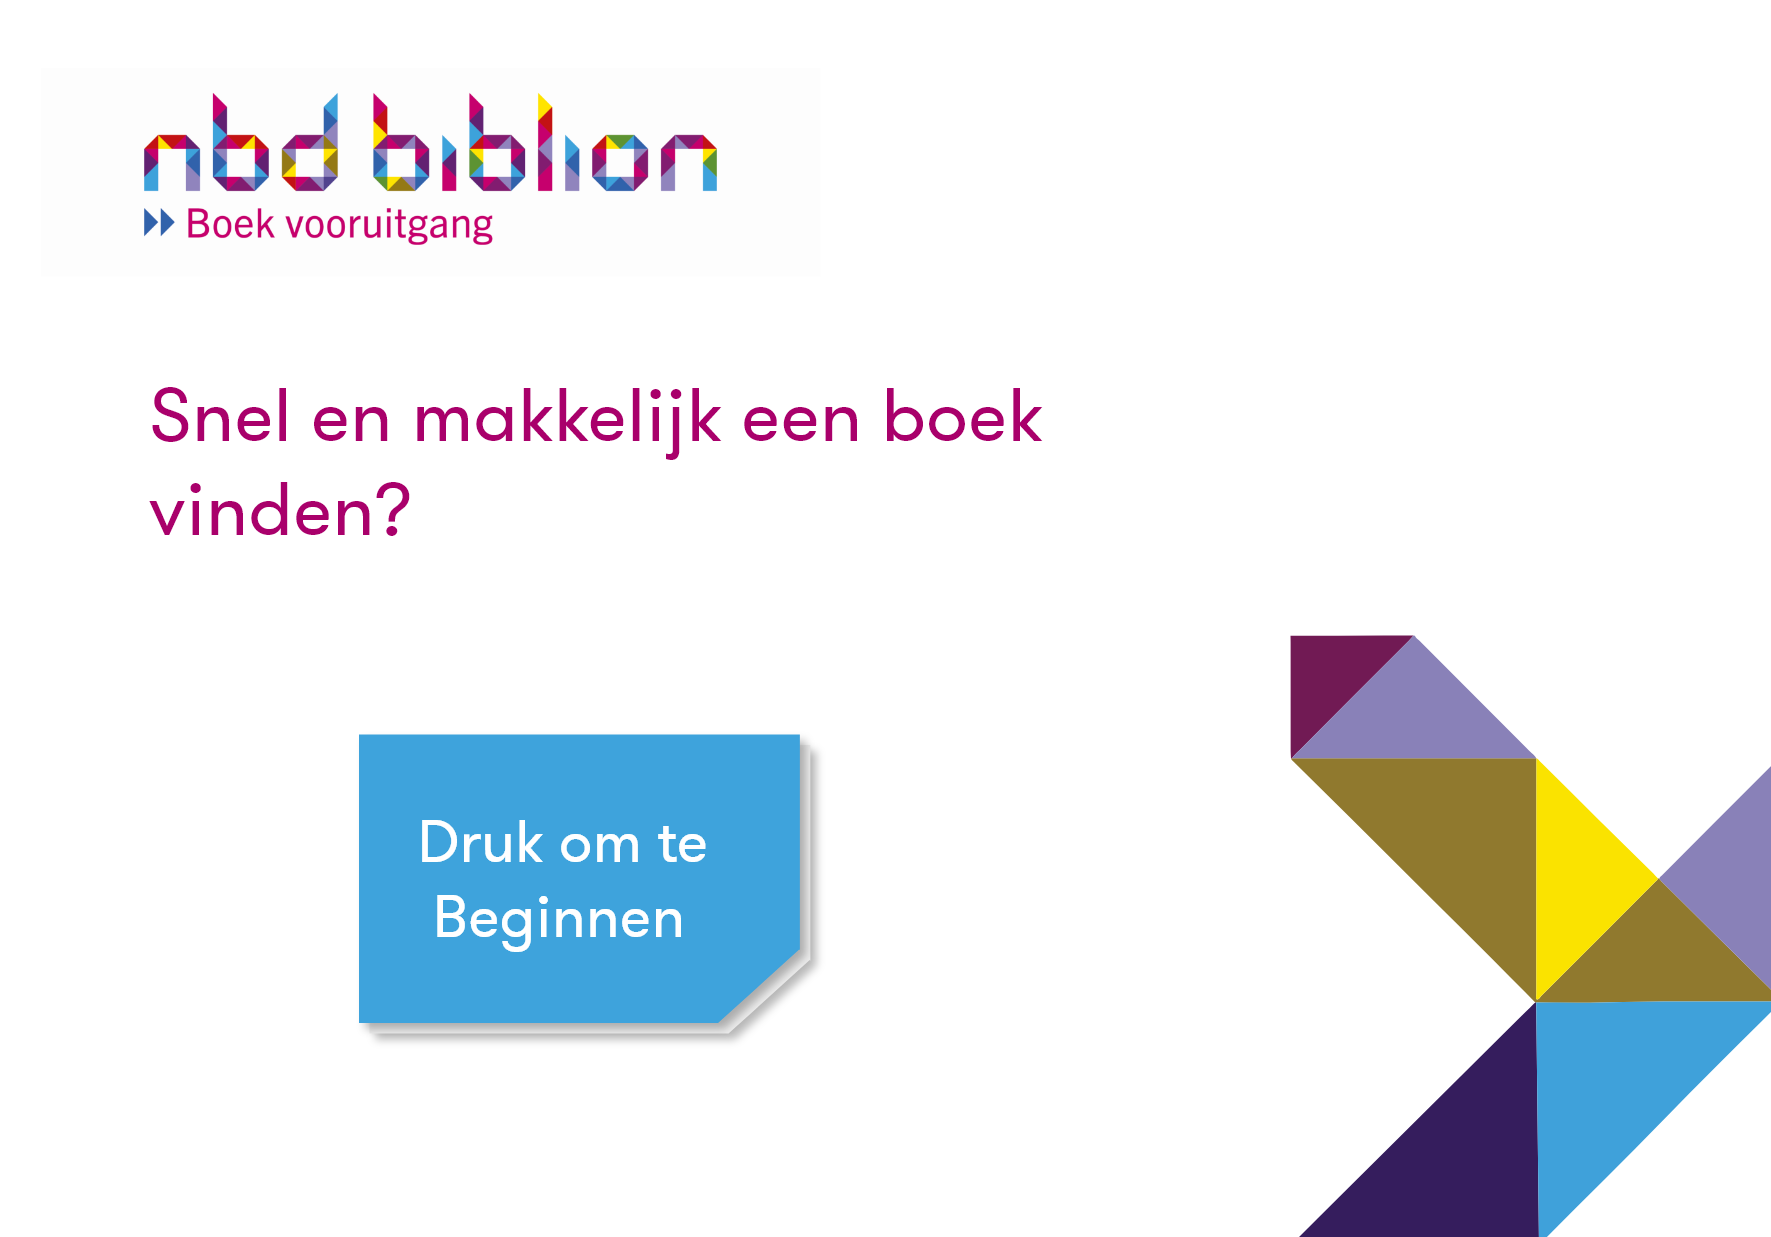 nbd biblion
Boek vooruitgang
Snel en makkelijk een boek
vinden?
Druk om te
Beginnen